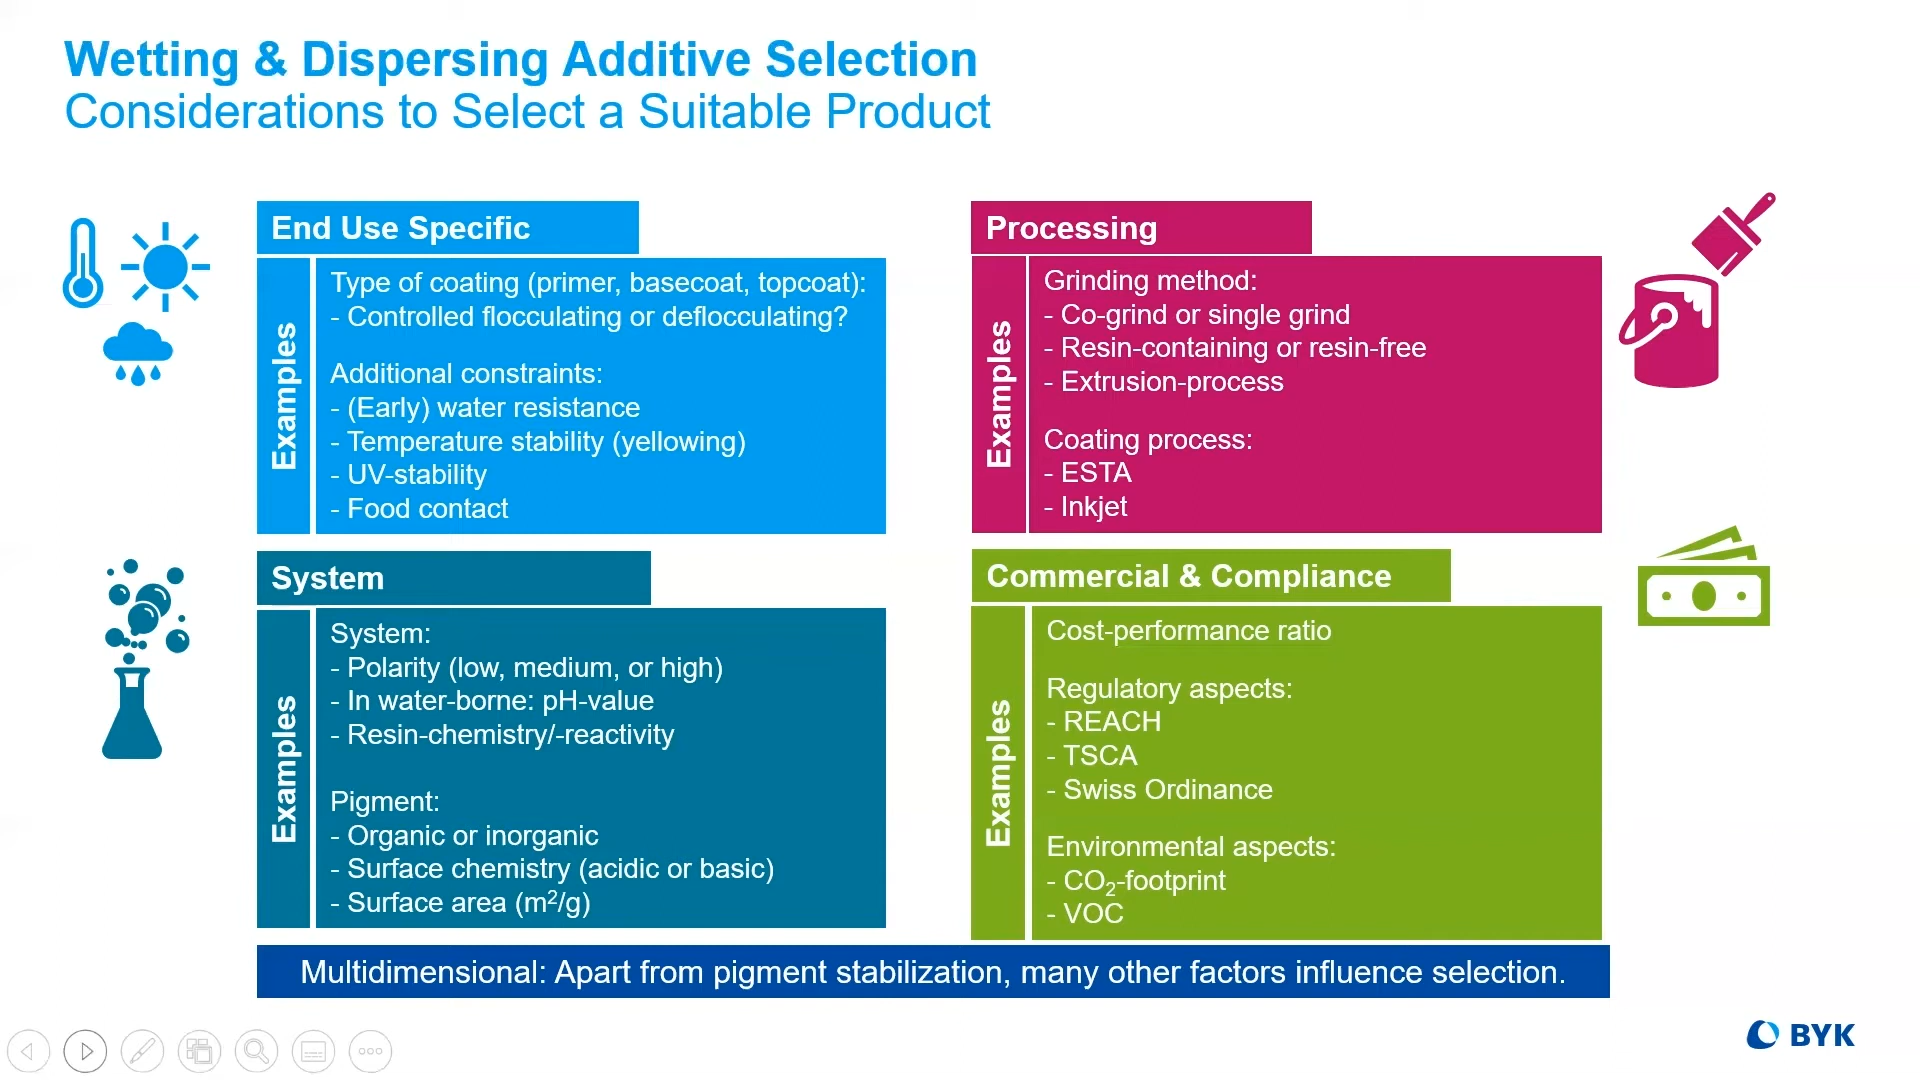 Wetting & Dispersing Additive Selection
Considerations to Select a Suitable Product
End Use Specific
Examples
Type of coating (primer, basecoat, topcoat):
- Controlled flocculating or deflocculating?
Additional constraints:
- (Early) water resistance
- Temperature stability (yellowing)
- UV-stability
- Food contact
Processing
Examples
Grinding method:
- Co-grind or single grind
- Resin-containing or resin-free
- Extrusion-process
Coating process:
- ESTA
- Inkjet
System
Examples
System:
- Polarity (low, medium, or high)
- In water-borne: pH-value
- Resin-chemistry/-reactivity
Pigment:
- Organic or inorganic
- Surface chemistry (acidic or basic)
- Surface area (m²/g)
Commercial & Compliance
Examples
Cost-performance ratio
Regulatory aspects:
- REACH
- TSCA
- Swiss Ordinance
Environmental aspects:
- CO₂-footprint
- VOC
Multidimensional: Apart from pigment stabilization, many other factors influence selection.
BYK